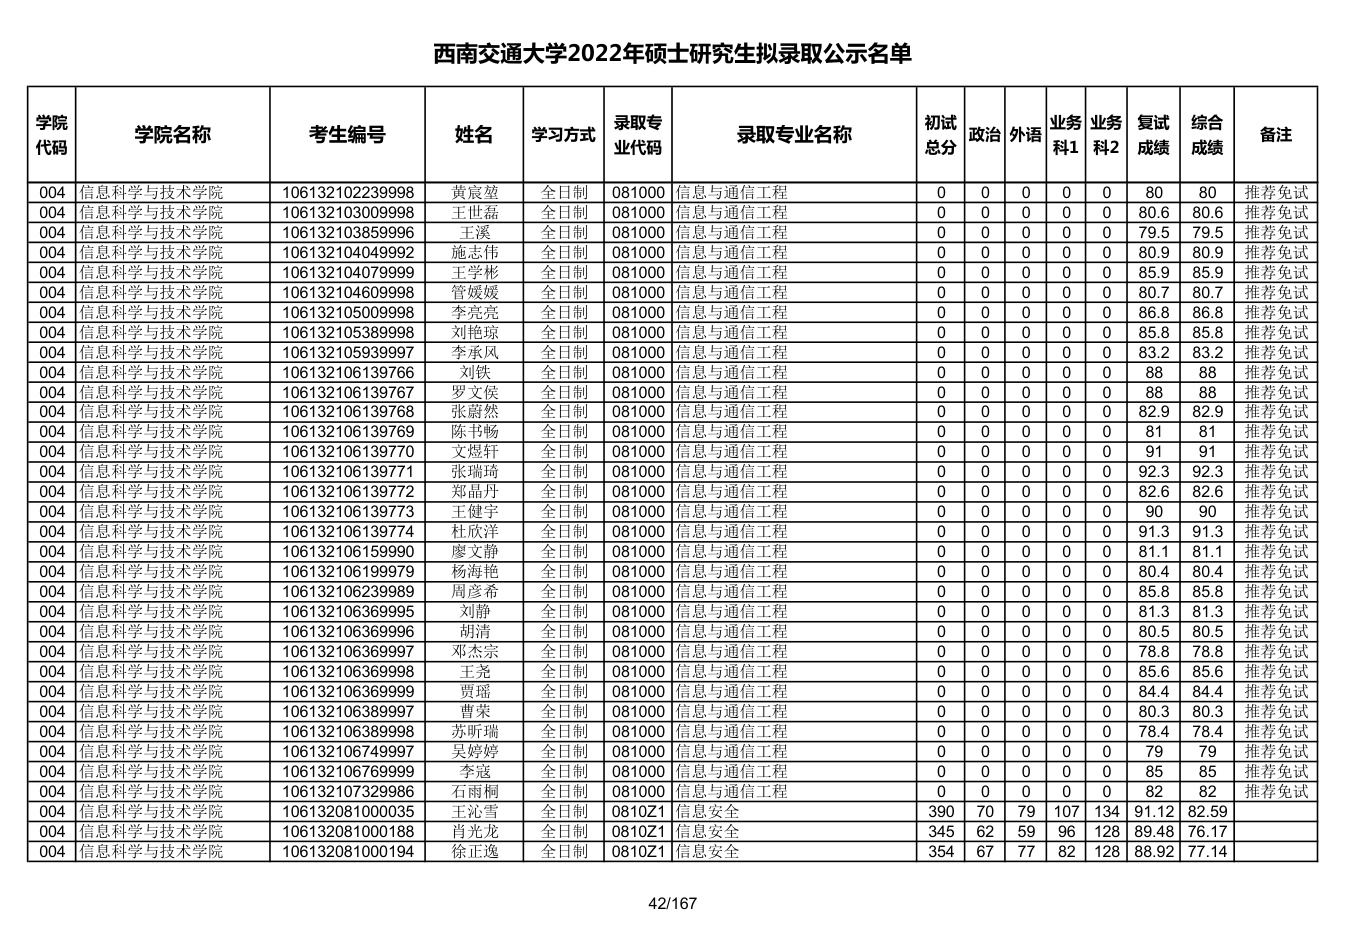 西南交通大学2022年硕士研究生拟录取公示名单
学院代码 学院名称 考生编号 姓名 学习方式 录取专业代码 录取专业名称 初试总分 政治 外语 业务科1 业务科2 复试成绩 综合成绩 备注
004 信息科学与技术学院 106132102239998 黄宸堃 全日制 081000 信息与通信工程 0 0 0 0 0 80 80 推荐免试
004 信息科学与技术学院 106132103009998 王世磊 全日制 081000 信息与通信工程 0 0 0 0 0 80.6 80.6 推荐免试
004 信息科学与技术学院 106132103859996 王溪 全日制 081000 信息与通信工程 0 0 0 0 0 79.5 79.5 推荐免试
004 信息科学与技术学院 106132104049992 施志伟 全日制 081000 信息与通信工程 0 0 0 0 0 80.9 80.9 推荐免试
004 信息科学与技术学院 106132104079999 王学彬 全日制 081000 信息与通信工程 0 0 0 0 0 85.9 85.9 推荐免试
004 信息科学与技术学院 106132104609998 管媛媛 全日制 081000 信息与通信工程 0 0 0 0 0 80.7 80.7 推荐免试
004 信息科学与技术学院 106132105009998 李亮亮 全日制 081000 信息与通信工程 0 0 0 0 0 86.8 86.8 推荐免试
004 信息科学与技术学院 106132105389998 刘艳琼 全日制 081000 信息与通信工程 0 0 0 0 0 85.8 85.8 推荐免试
004 信息科学与技术学院 106132105939997 李承风 全日制 081000 信息与通信工程 0 0 0 0 0 83.2 83.2 推荐免试
004 信息科学与技术学院 106132106139766 刘铁 全日制 081000 信息与通信工程 0 0 0 0 0 88 88 推荐免试
004 信息科学与技术学院 106132106139767 罗文侯 全日制 081000 信息与通信工程 0 0 0 0 0 88 88 推荐免试
004 信息科学与技术学院 106132106139768 张蔚然 全日制 081000 信息与通信工程 0 0 0 0 0 82.9 82.9 推荐免试
004 信息科学与技术学院 106132106139769 陈书畅 全日制 081000 信息与通信工程 0 0 0 0 0 81 81 推荐免试
004 信息科学与技术学院 106132106139770 文煜轩 全日制 081000 信息与通信工程 0 0 0 0 0 91 91 推荐免试
004 信息科学与技术学院 106132106139771 张瑞琦 全日制 081000 信息与通信工程 0 0 0 0 0 92.3 92.3 推荐免试
004 信息科学与技术学院 106132106139772 郑晶丹 全日制 081000 信息与通信工程 0 0 0 0 0 82.6 82.6 推荐免试
004 信息科学与技术学院 106132106139773 王健宇 全日制 081000 信息与通信工程 0 0 0 0 0 90 90 推荐免试
004 信息科学与技术学院 106132106139774 杜欣洋 全日制 081000 信息与通信工程 0 0 0 0 0 91.3 91.3 推荐免试
004 信息科学与技术学院 106132106159990 廖文静 全日制 081000 信息与通信工程 0 0 0 0 0 81.1 81.1 推荐免试
004 信息科学与技术学院 106132106199979 杨海艳 全日制 081000 信息与通信工程 0 0 0 0 0 80.4 80.4 推荐免试
004 信息科学与技术学院 106132106239989 周彦希 全日制 081000 信息与通信工程 0 0 0 0 0 85.8 85.8 推荐免试
004 信息科学与技术学院 106132106369995 刘静 全日制 081000 信息与通信工程 0 0 0 0 0 81.3 81.3 推荐免试
004 信息科学与技术学院 106132106369996 胡清 全日制 081000 信息与通信工程 0 0 0 0 0 80.5 80.5 推荐免试
004 信息科学与技术学院 106132106369997 邓杰宗 全日制 081000 信息与通信工程 0 0 0 0 0 78.8 78.8 推荐免试
004 信息科学与技术学院 106132106369998 王尧 全日制 081000 信息与通信工程 0 0 0 0 0 85.6 85.6 推荐免试
004 信息科学与技术学院 106132106369999 贾瑶 全日制 081000 信息与通信工程 0 0 0 0 0 84.4 84.4 推荐免试
004 信息科学与技术学院 106132106389997 曹荣 全日制 081000 信息与通信工程 0 0 0 0 0 80.3 80.3 推荐免试
004 信息科学与技术学院 106132106389998 苏昕瑞 全日制 081000 信息与通信工程 0 0 0 0 0 78.4 78.4 推荐免试
004 信息科学与技术学院 106132106749997 吴婷婷 全日制 081000 信息与通信工程 0 0 0 0 0 79 79 推荐免试
004 信息科学与技术学院 106132106769999 李寇 全日制 081000 信息与通信工程 0 0 0 0 0 85 85 推荐免试
004 信息科学与技术学院 106132107329986 石雨桐 全日制 081000 信息与通信工程 0 0 0 0 0 82 82 推荐免试
004 信息科学与技术学院 106132081000035 王沁雪 全日制 0810Z1 信息安全 390 70 79 107 134 91.12 82.59
004 信息科学与技术学院 106132081000188 肖光龙 全日制 0810Z1 信息安全 345 62 59 96 128 89.48 76.17
004 信息科学与技术学院 106132081000194 徐正逸 全日制 0810Z1 信息安全 354 67 77 82 128 88.92 77.14
42/167